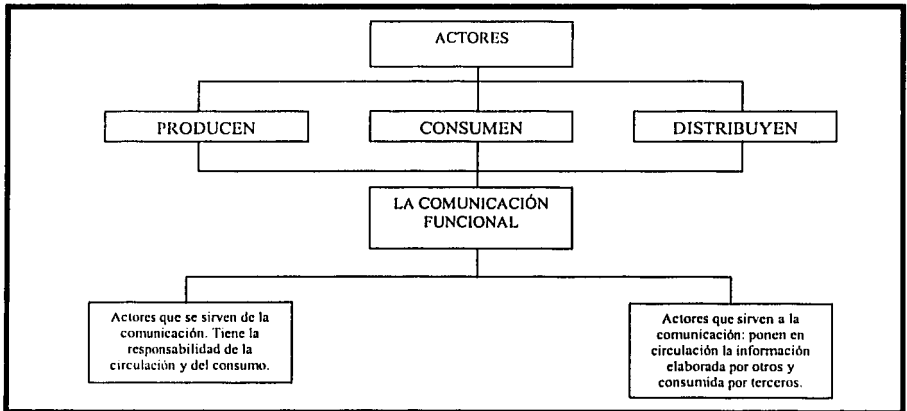 ACTORES
PRODUCEN
CONSUMEN
DISTRIBUYEN
LA COMUNICACIÓN
FUNCIONAL
Actores que se sirven de la
comunicación. Tiene la
responsabilidad de la
circulación y del consumo.
Actores que sirven a la
comunicación: ponen en
circulación la información
elaborada por otros y
consumida por terceros.